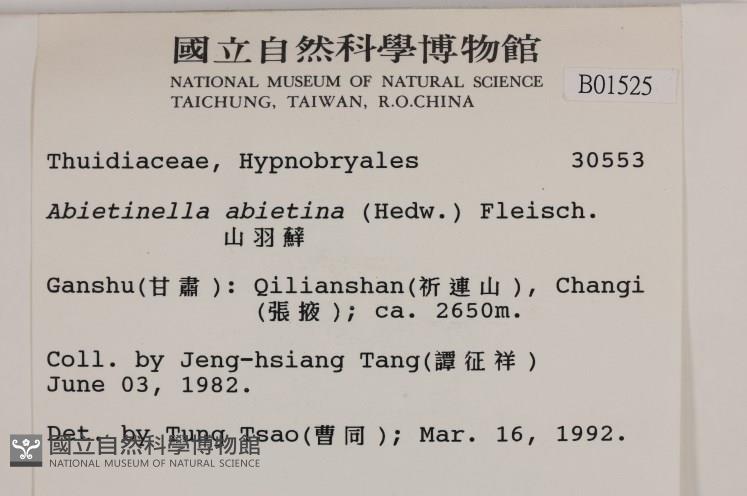 國立自然科學博物館
NATIONAL MUSEUM OF NATURAL SCIENCE
TAICHUNG, TAIWAN, R.O.CHINA
B01525
Thuidiaceae, Hypnobryales 30553
Abietinella abietina (Hedw.) Fleisch.
山羽蘚
Ganshu(甘肅): Qilianshan(祈連山), Changi
(張掖); ca. 2650m.
Coll. by Jeng-hsiang Tang(譚征祥)
June 03, 1982.
Det. by Tung Tsao(曹同); Mar. 16, 1992.
國立自然科學博物館
NATIONAL MUSEUM OF NATURAL SCIENCE